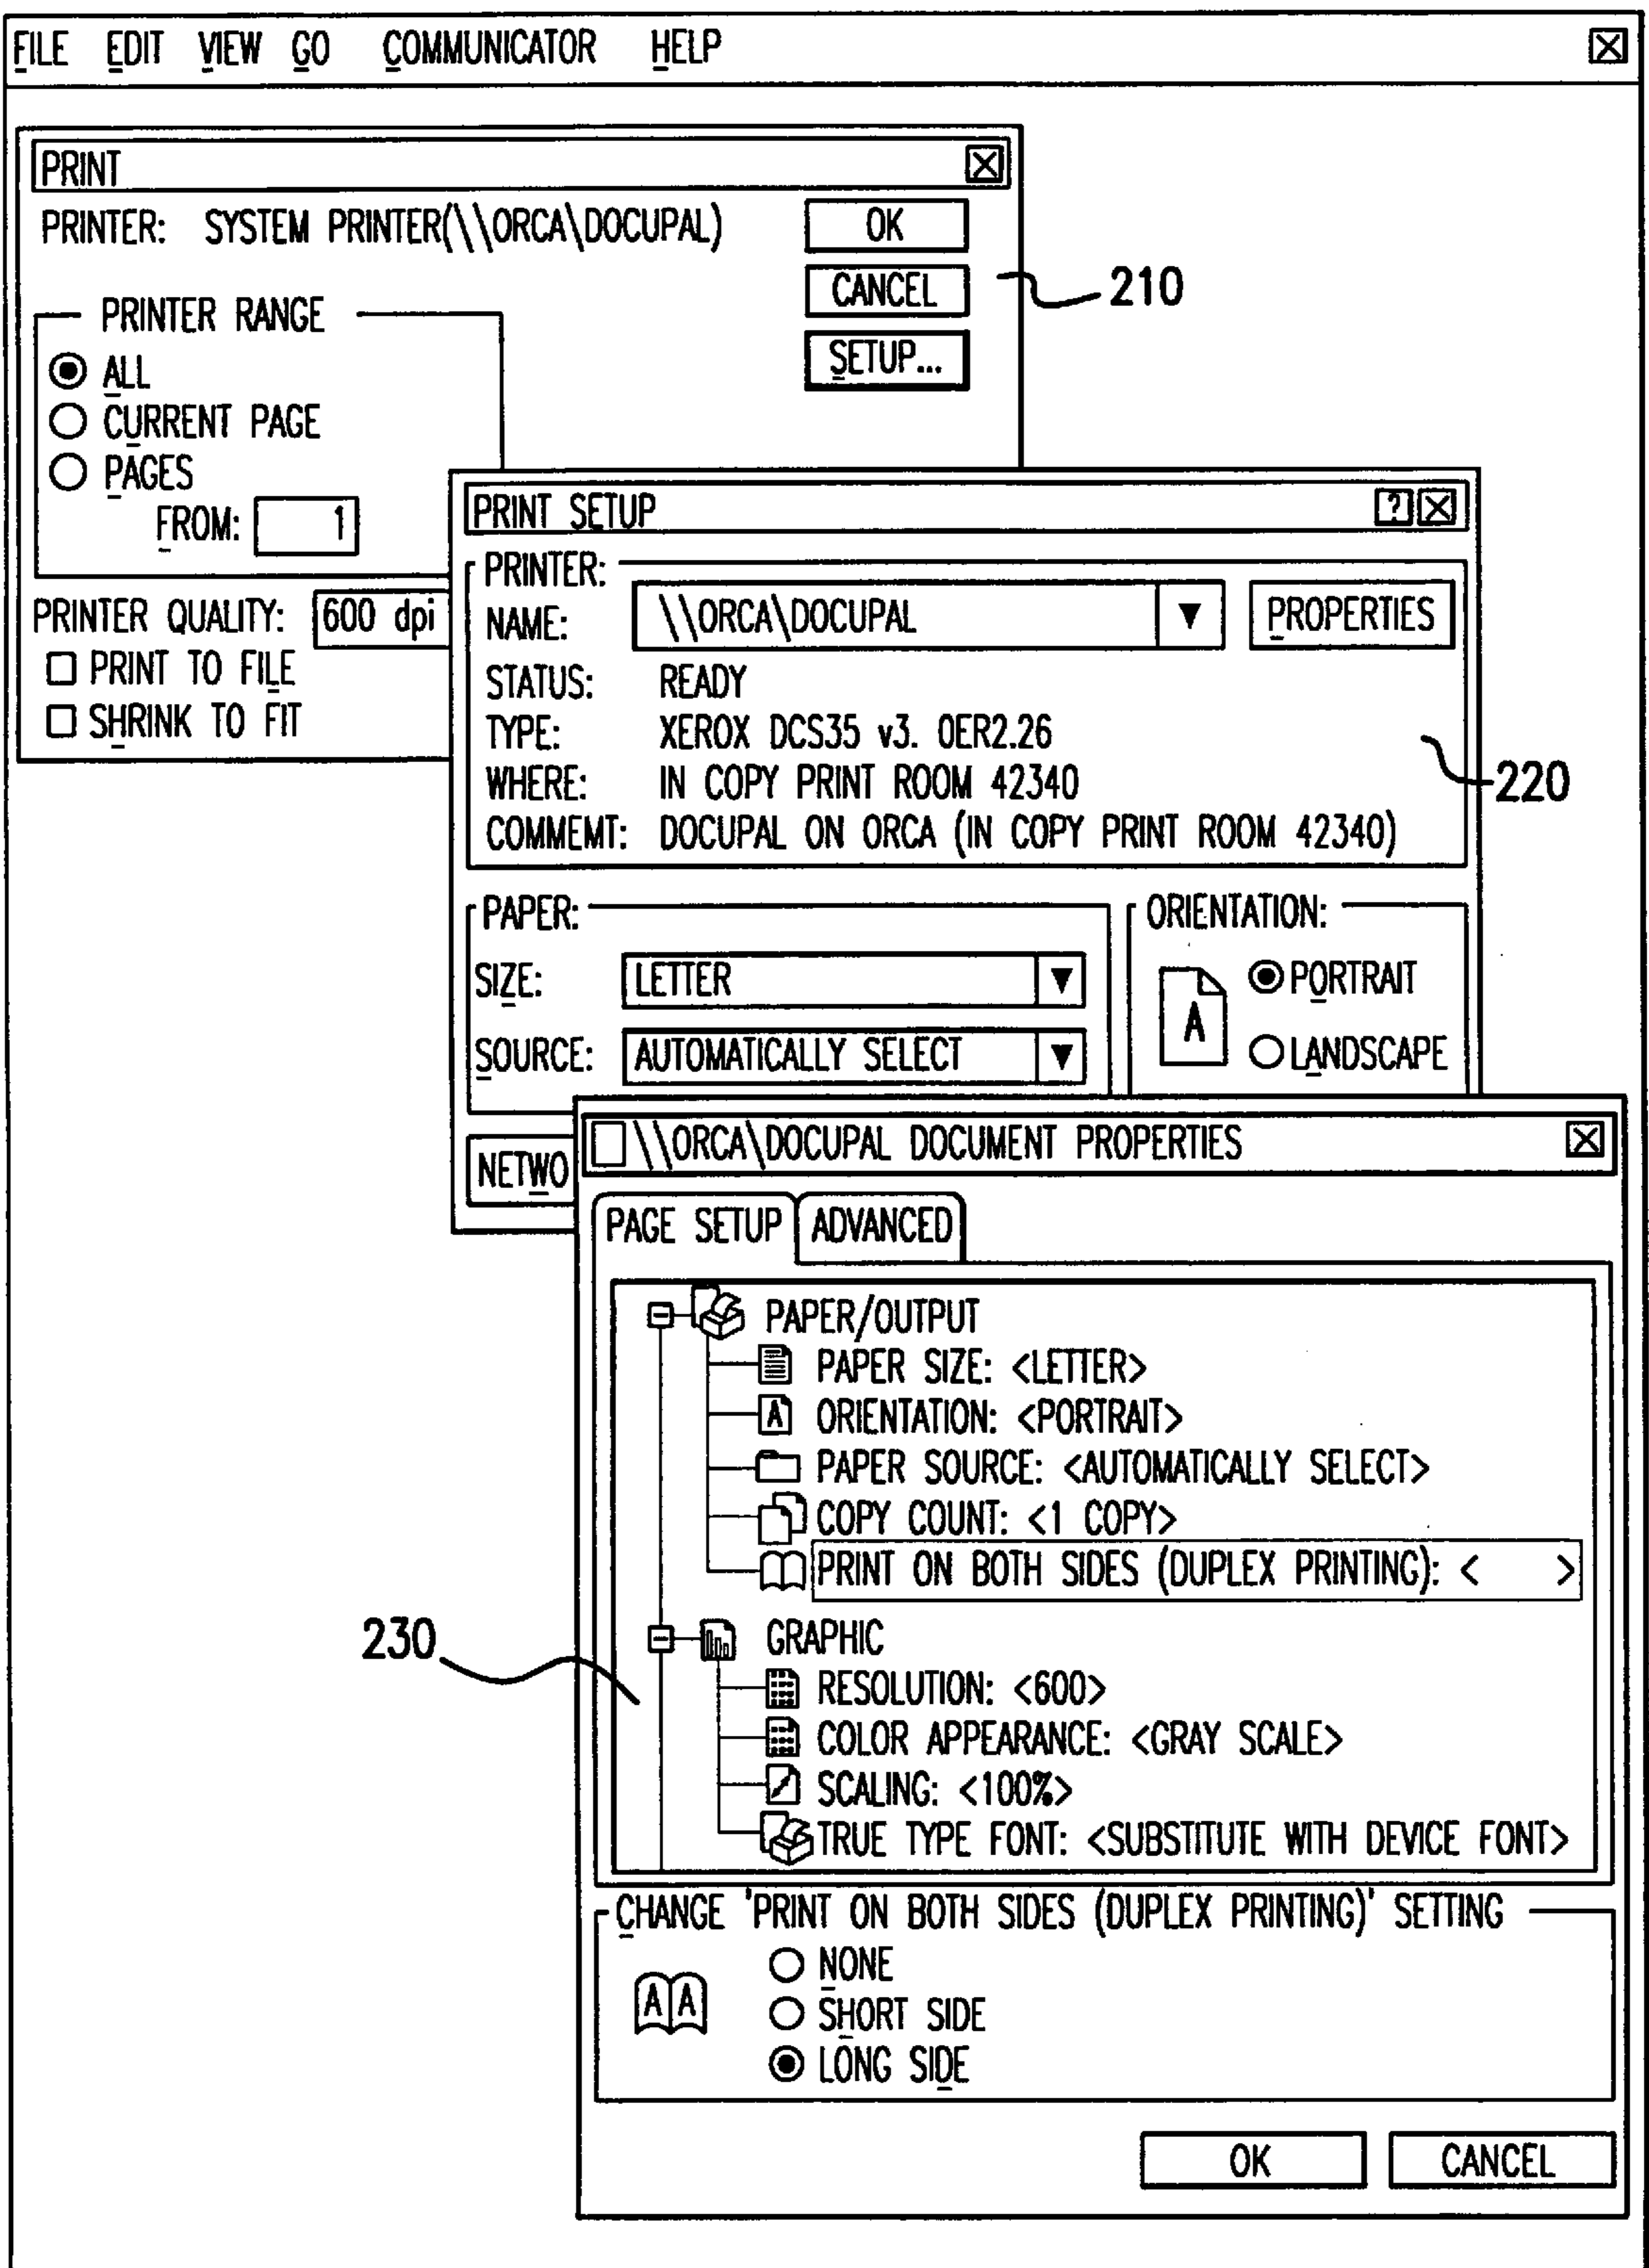 FILE EDIT VIEW GO COMMUNICATOR HELP
PRINT
PRINTER: SYSTEM PRINTER(\\ORCA\DOCUPAL)
OK
CANCEL
SETUP...
210
PRINTER RANGE
ALL
CURRENT PAGE
PAGES
FROM: 1
PRINTER QUALITY: 600 dpi
PRINT TO FILE
SHRINK TO FIT
PRINT SETUP ?
PRINTER:
NAME: \\ORCA\DOCUPAL PROPERTIES
STATUS: READY
TYPE: XEROX DCS35 v3. OER2.26
WHERE: IN COPY PRINT ROOM 42340
COMMEMT: DOCUPAL ON ORCA (IN COPY PRINT ROOM 42340)
220
PAPER:
SIZE: LETTER
SOURCE: AUTOMATICALLY SELECT
ORIENTATION:
A
PORTRAIT
LANDSCAPE
NETWO
\\ORCA\DOCUPAL DOCUMENT PROPERTIES
PAGE SETUP ADVANCED
PAPER/OUTPUT
PAPER SIZE: <LETTER>
A ORIENTATION: <PORTRAIT>
PAPER SOURCE: <AUTOMATICALLY SELECT>
COPY COUNT: <1 COPY>
PRINT ON BOTH SIDES (DUPLEX PRINTING): < >
230
GRAPHIC
RESOLUTION: <600>
COLOR APPEARANCE: <GRAY SCALE>
SCALING: <100%>
TRUE TYPE FONT: <SUBSTITUTE WITH DEVICE FONT>
CHANGE 'PRINT ON BOTH SIDES (DUPLEX PRINTING)' SETTING
A A
NONE
SHORT SIDE
LONG SIDE
OK CANCEL